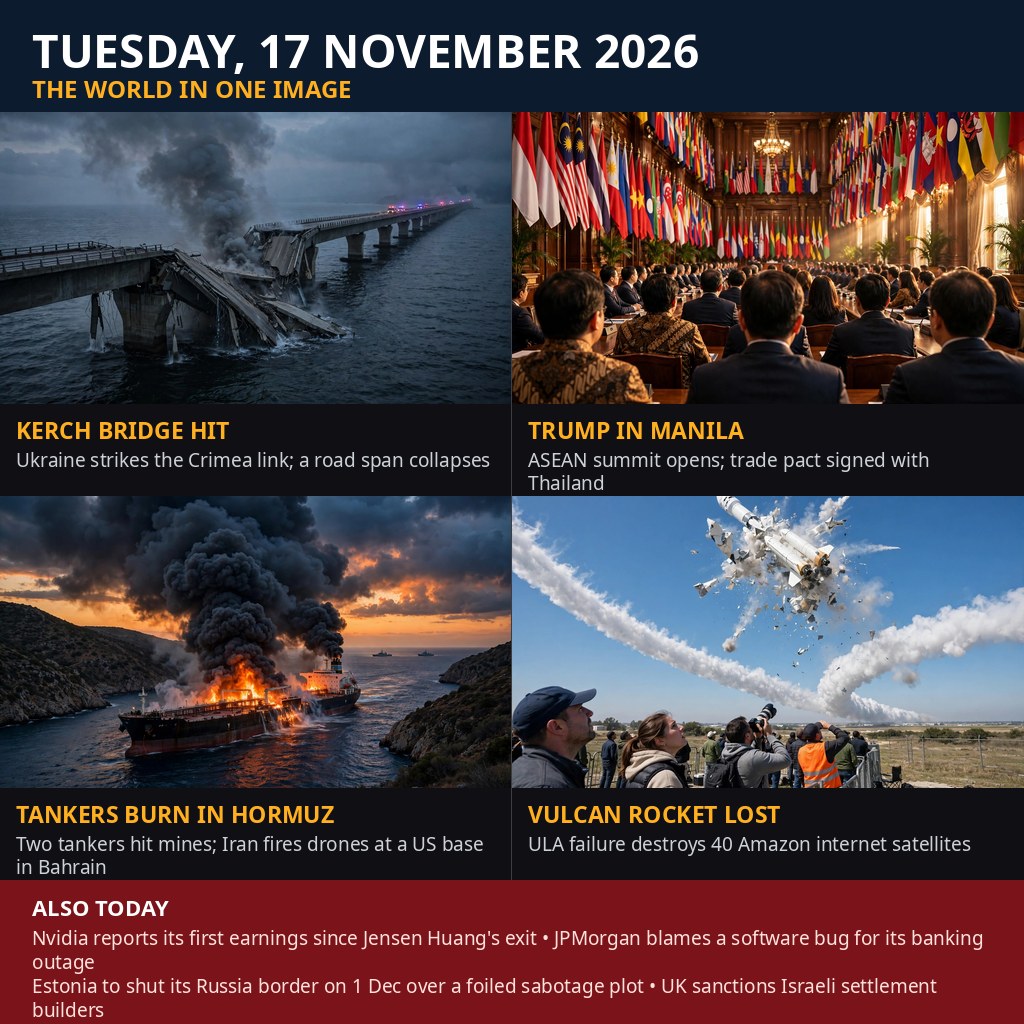 TUESDAY, 17 NOVEMBER 2026
THE WORLD IN ONE IMAGE
KERCH BRIDGE HIT
Ukraine strikes the Crimea link; a road span collapses
TRUMP IN MANILA
ASEAN summit opens; trade pact signed with
Thailand
TANKERS BURN IN HORMUZ
Two tankers hit mines; Iran fires drones at a US base
in Bahrain
VULCAN ROCKET LOST
ULA failure destroys 40 Amazon internet satellites
ALSO TODAY
Nvidia reports its first earnings since Jensen Huang's exit • JPMorgan blames a software bug for its banking
outage
Estonia to shut its Russia border on 1 Dec over a foiled sabotage plot • UK sanctions Israeli settlement
builders